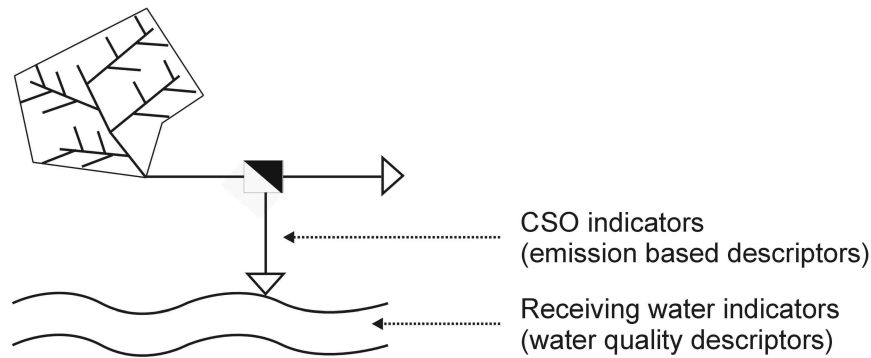 CSO indicators
(emission based descriptors)
Receiving water indicators
(water quality descriptors)